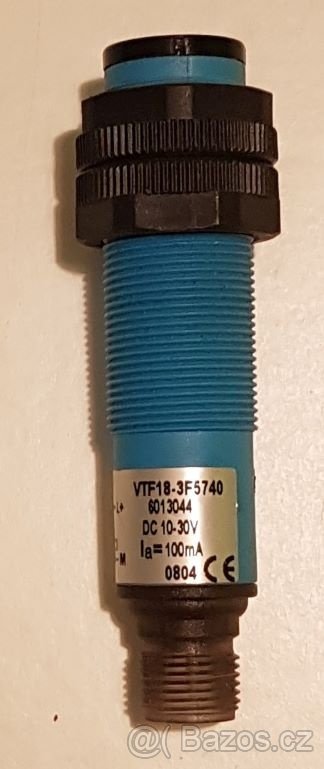 VTF18-3F5740
L+ 6013044
DC 10-30V
M Ia=100mA
0804 CE
@( Bazos.cz